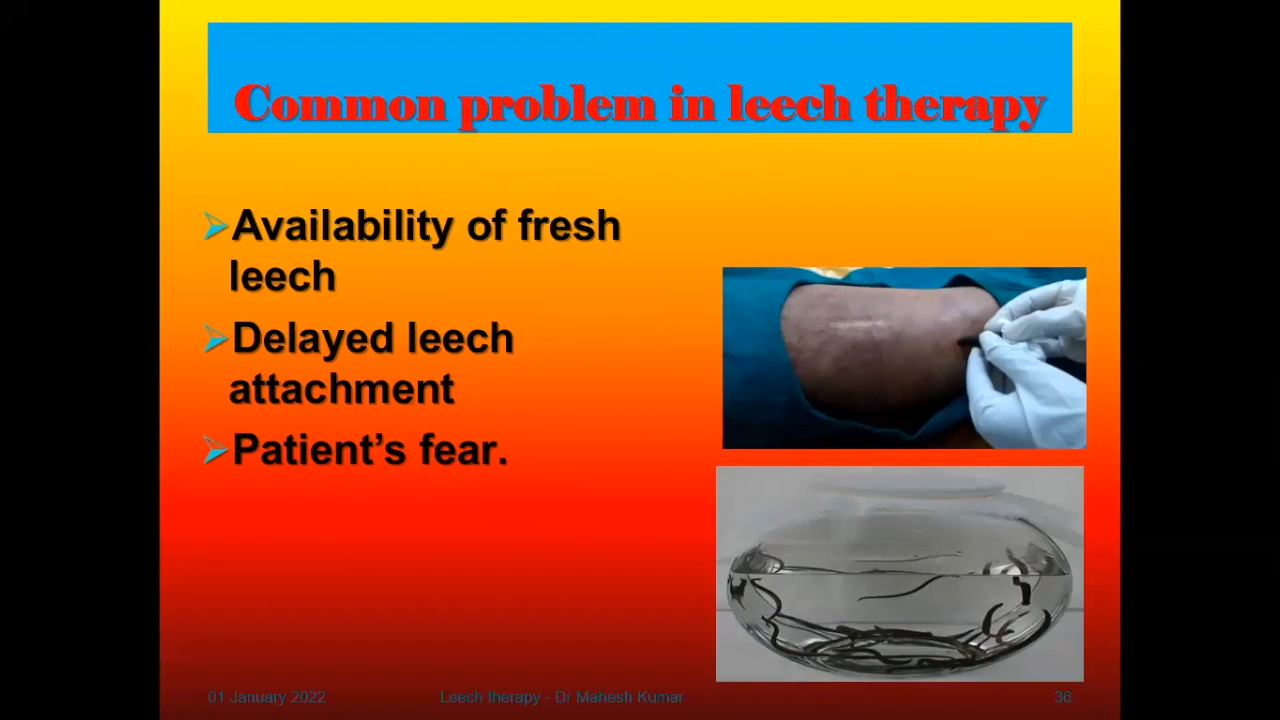 Common problem in leech therapy
Availability of fresh
leech
Delayed leech
attachment
Patient’s fear.
01 January 2022
Leech therapy - Dr Mahesh Kumar
36